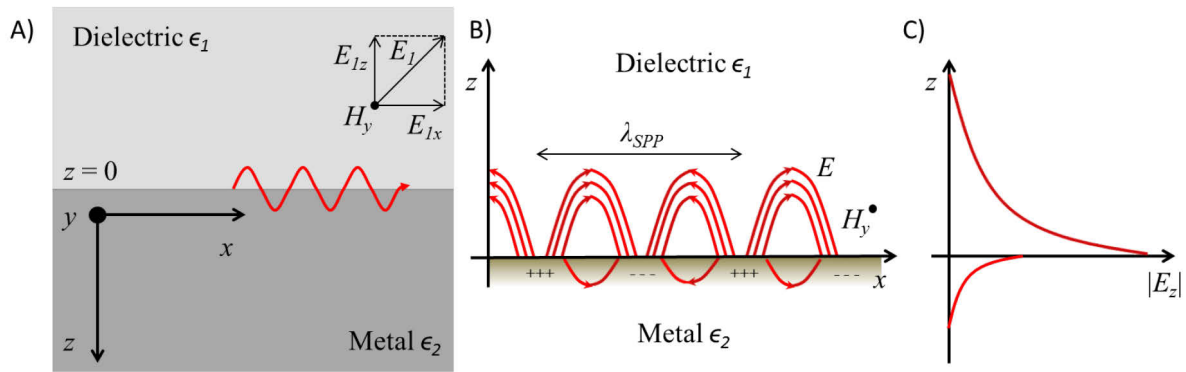 A)
Dielectric ϵ1
E1z
E1
Hy
E1x
z = 0
y
x
z
Metal ϵ2
B)
z
Dielectric ϵ1
λSPP
E
Hy
+++
---
+++
---
x
Metal ϵ2
C)
z
|Ez|